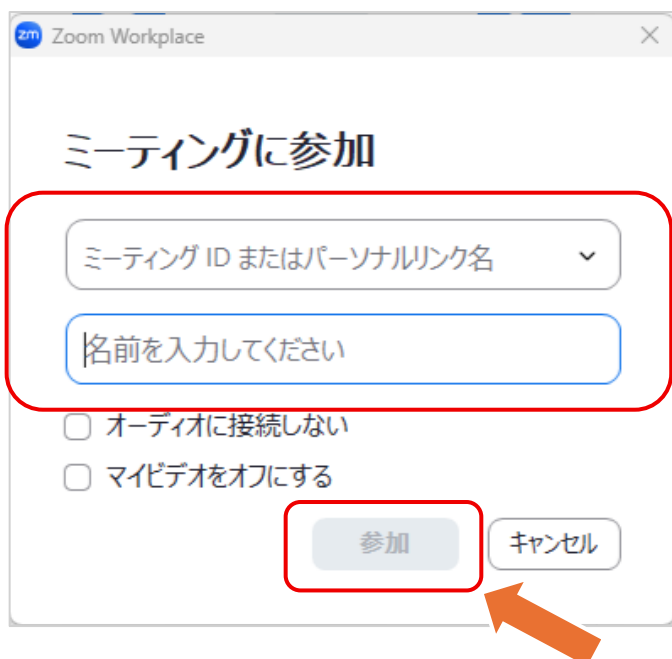 zm Zoom Workplace
ミーティングに参加
ミーティング ID またはパーソナルリンク名
名前を入力してください
オーディオに接続しない
マイビデオをオフにする
参加 キャンセル